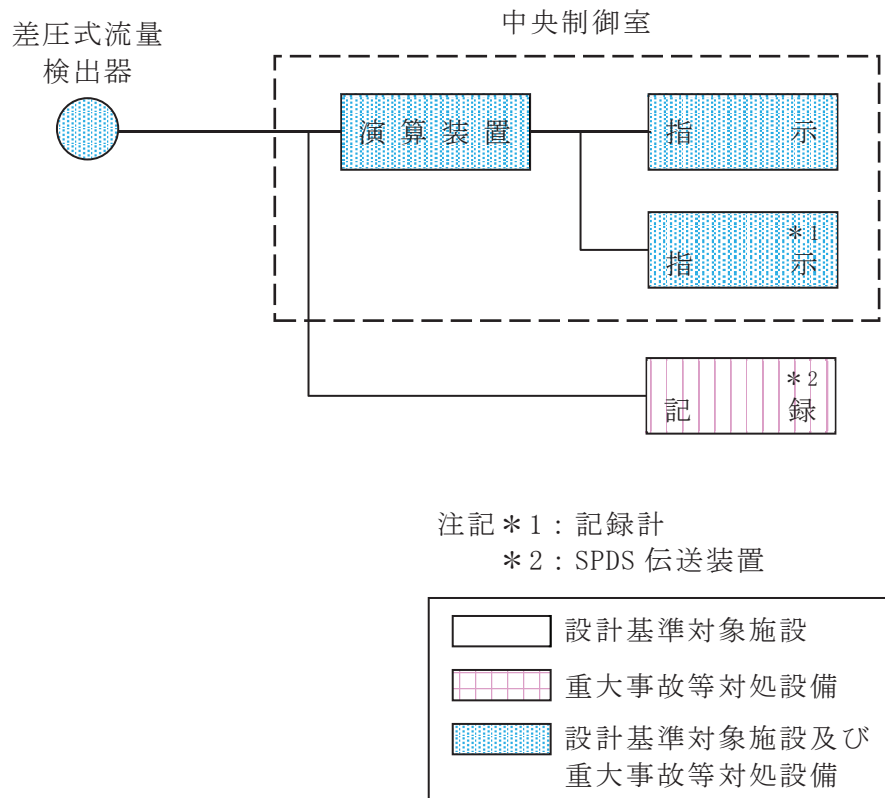 中央制御室
差圧式流量
検出器
演算装置
指示
＊1
指示
＊2
記録
注記＊1：記録計
＊2：SPDS 伝送装置
設計基準対象施設
重大事故等対処設備
設計基準対象施設及び
重大事故等対処設備